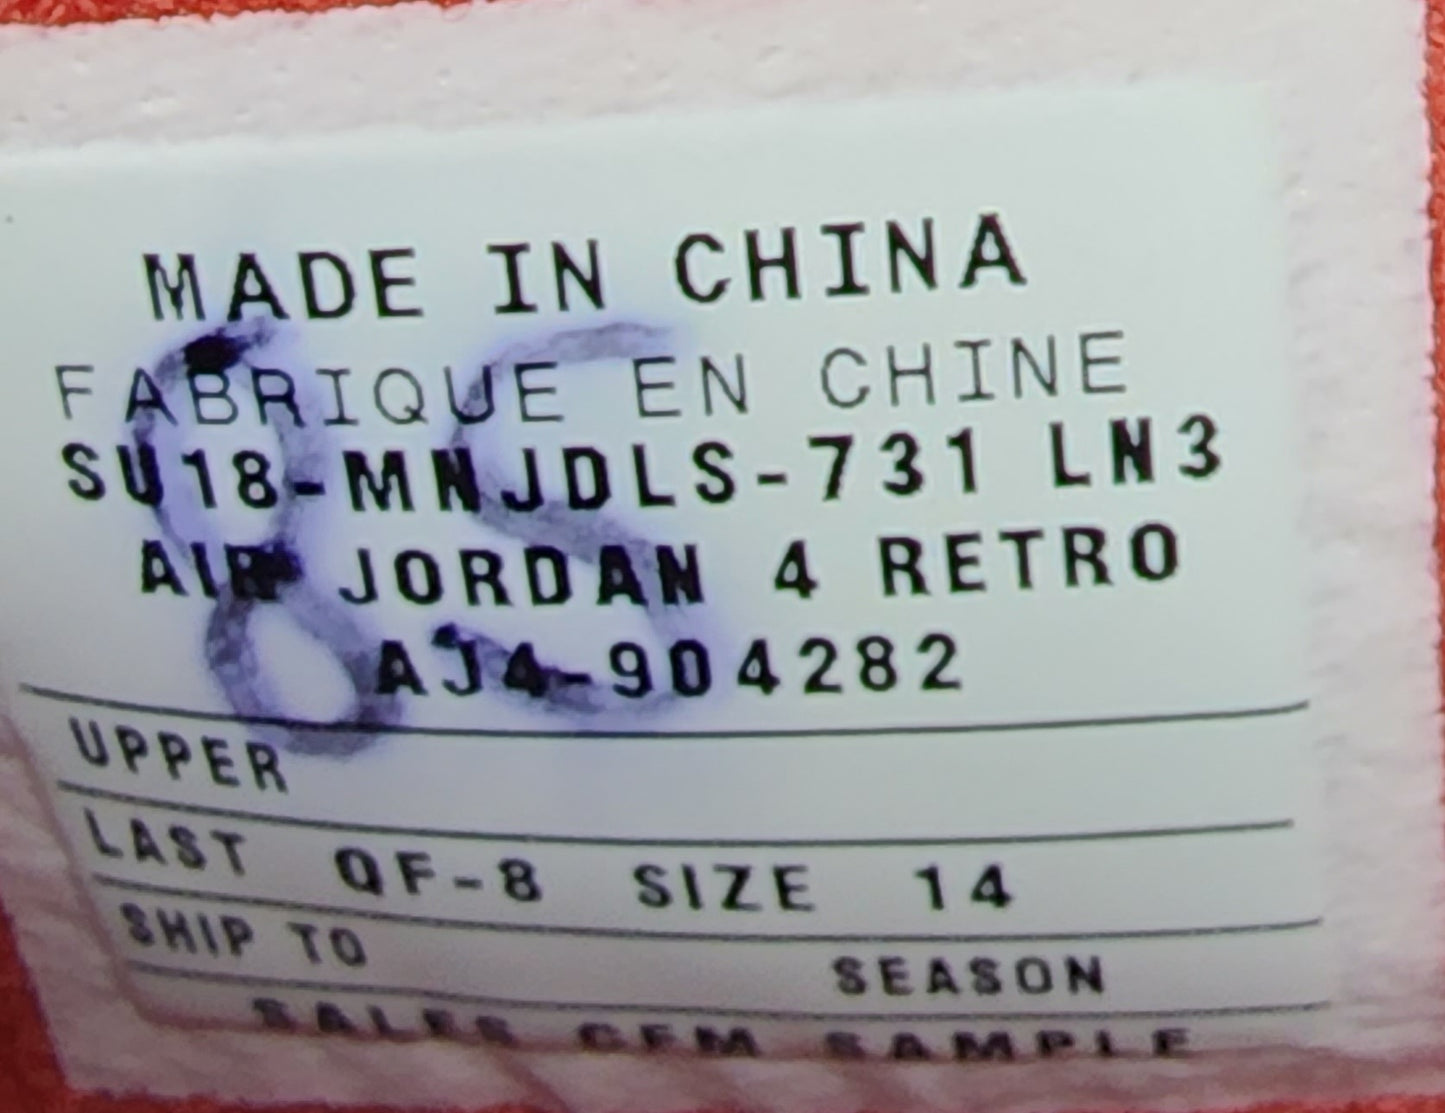 MADE IN CHINA
FABRIQUE EN CHINE
SU18-MNJDLS-731 LN3
AIR JORDAN 4 RETRO
AJ4-904282
8S
UPPER
LAST QF-8 SIZE 14
SHIP TO
SEASON
SALES CFM SAMPLE